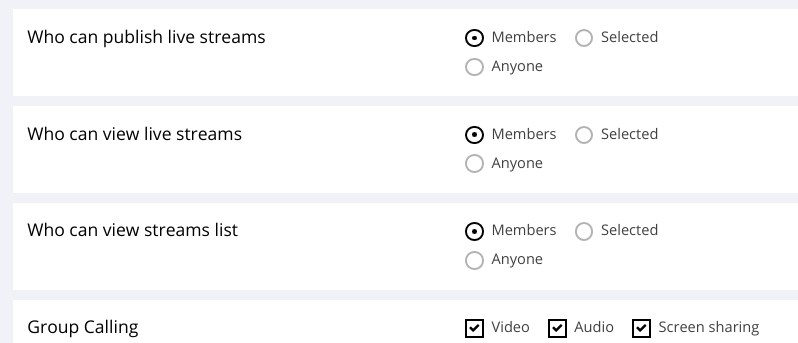 Who can publish live streams Members Selected
Anyone
Who can view live streams Members Selected
Anyone
Who can view streams list Members Selected
Anyone
Group Calling Video Audio Screen sharing